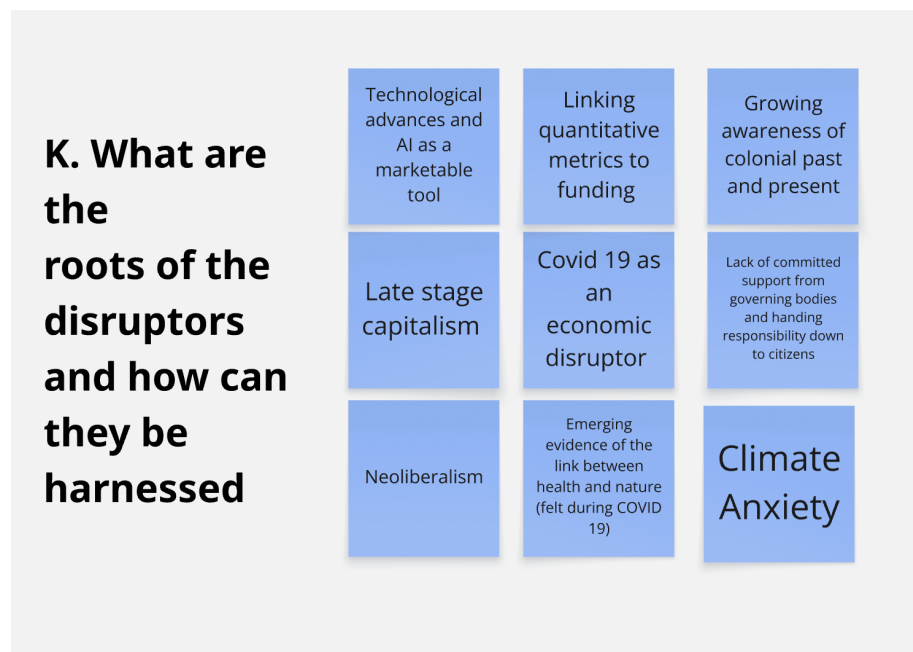 K. What are
the
roots of the
disruptors
and how can
they be
harnessed
Technological
advances and
AI as a
marketable
tool
Linking
quantitative
metrics to
funding
Growing
awareness of
colonial past
and present
Late stage
capitalism
Covid 19 as
an
economic
disruptor
Lack of committed
support from
governing bodies
and handing
responsibility down
to citizens
Neoliberalism
Emerging
evidence of the
link between
health and nature
(felt during COVID
19)
Climate
Anxiety